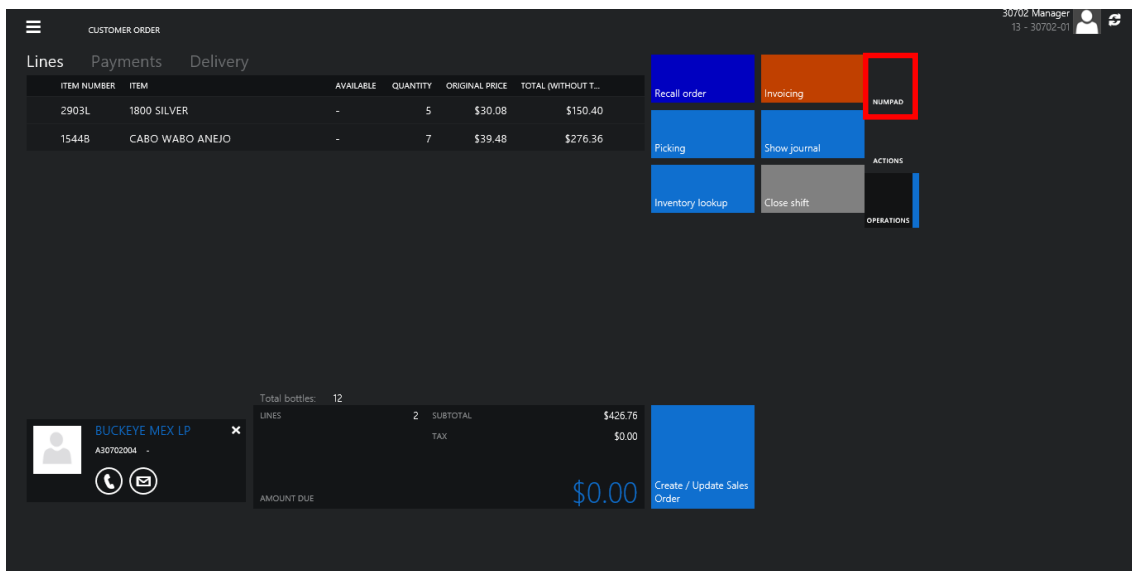 30702 Manager
13 - 30702-01
CUSTOMER ORDER
Lines Payments Delivery
ITEM NUMBER ITEM AVAILABLE QUANTITY ORIGINAL PRICE TOTAL (WITHOUT T...
2903L 1800 SILVER - 5 $30.08 $150.40
1544B CABO WABO ANEJO - 7 $39.48 $276.36
Recall order
Invoicing
NUMPAD
Picking
Show journal
ACTIONS
Inventory lookup
Close shift
OPERATIONS
Total bottles: 12
LINES 2 SUBTOTAL $426.76
TAX $0.00
AMOUNT DUE $0.00
BUCKEYE MEX LP
A30702004 -
Create / Update Sales
Order